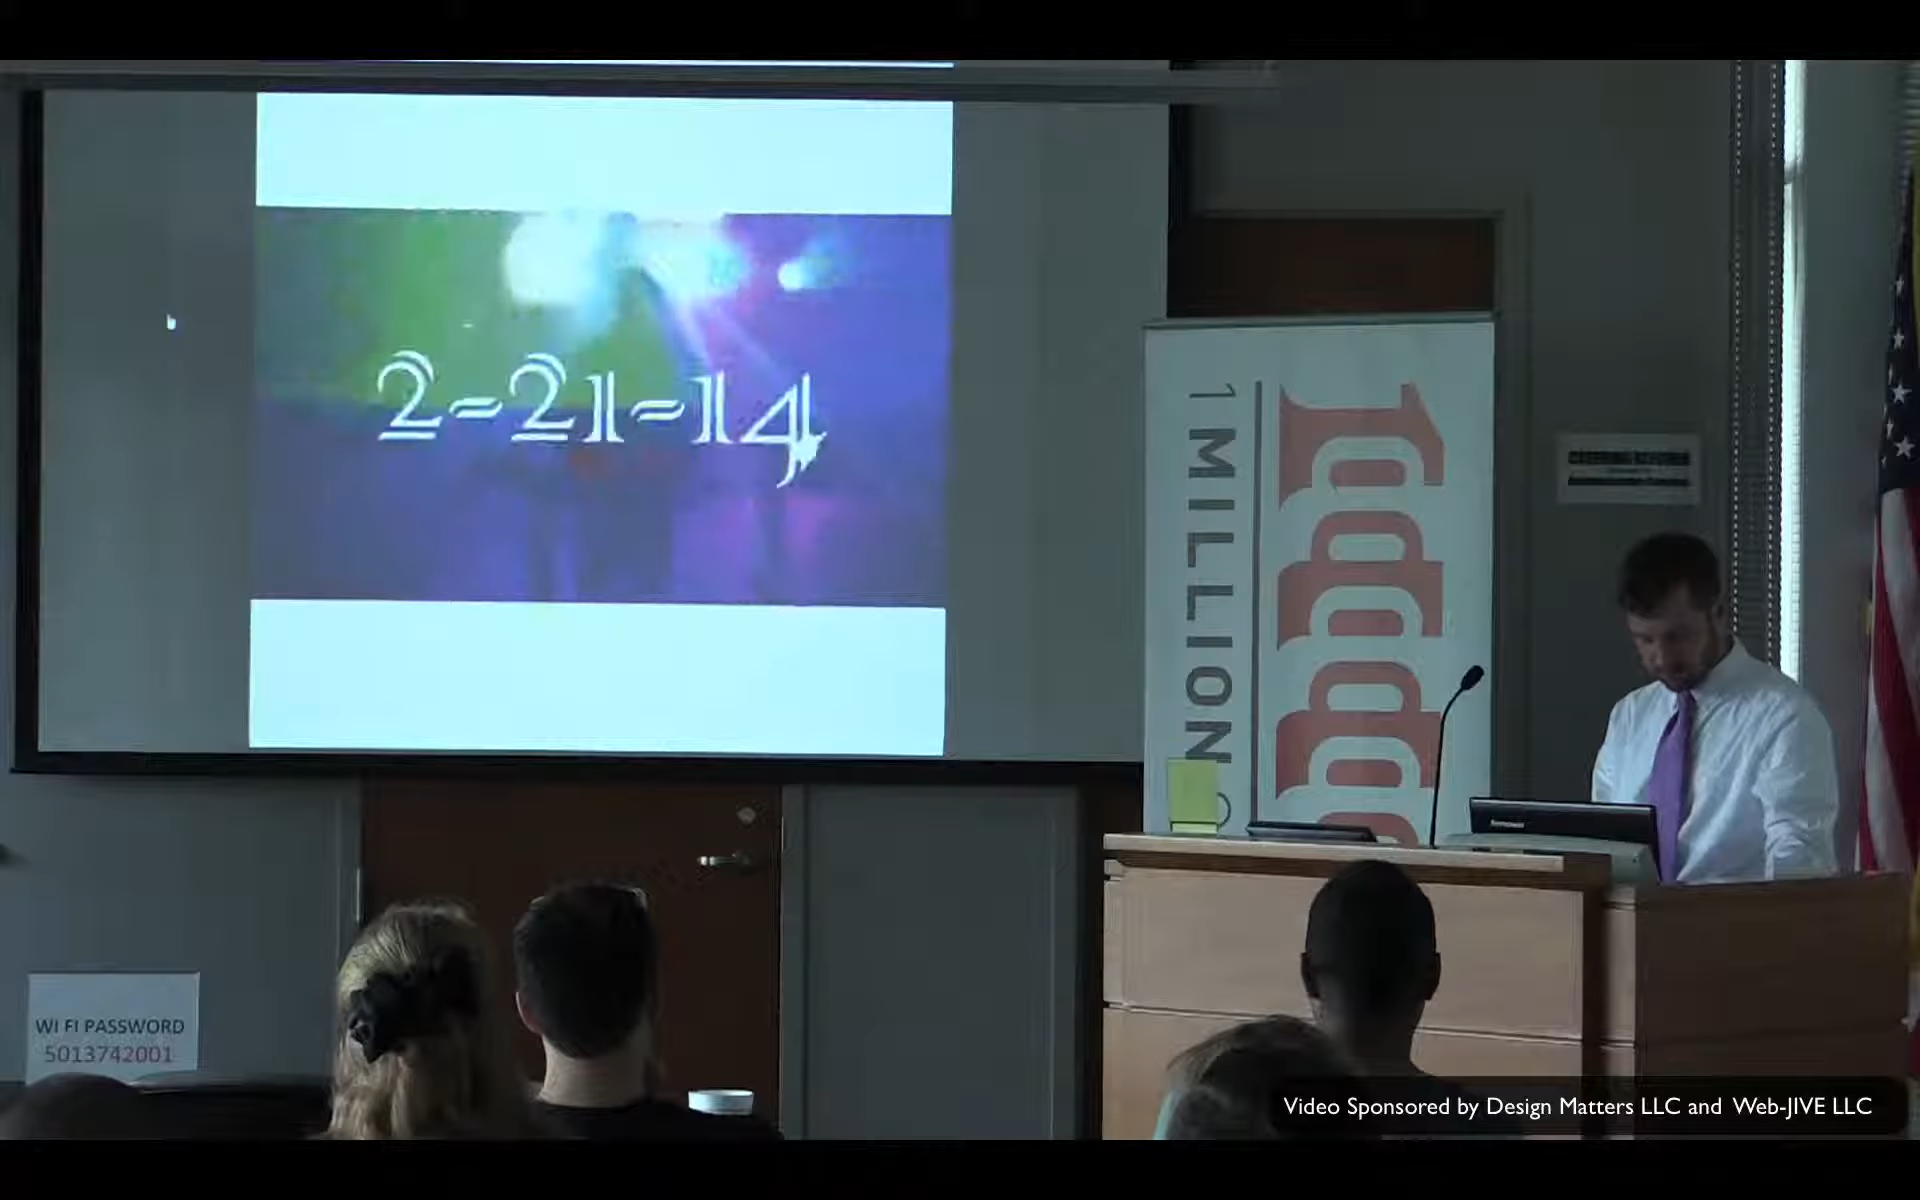 2-21-14
1 MILLION C
WI FI PASSWORD
5013742001
lenovo
Video Sponsored by Design Matters LLC and Web-JIVE LLC